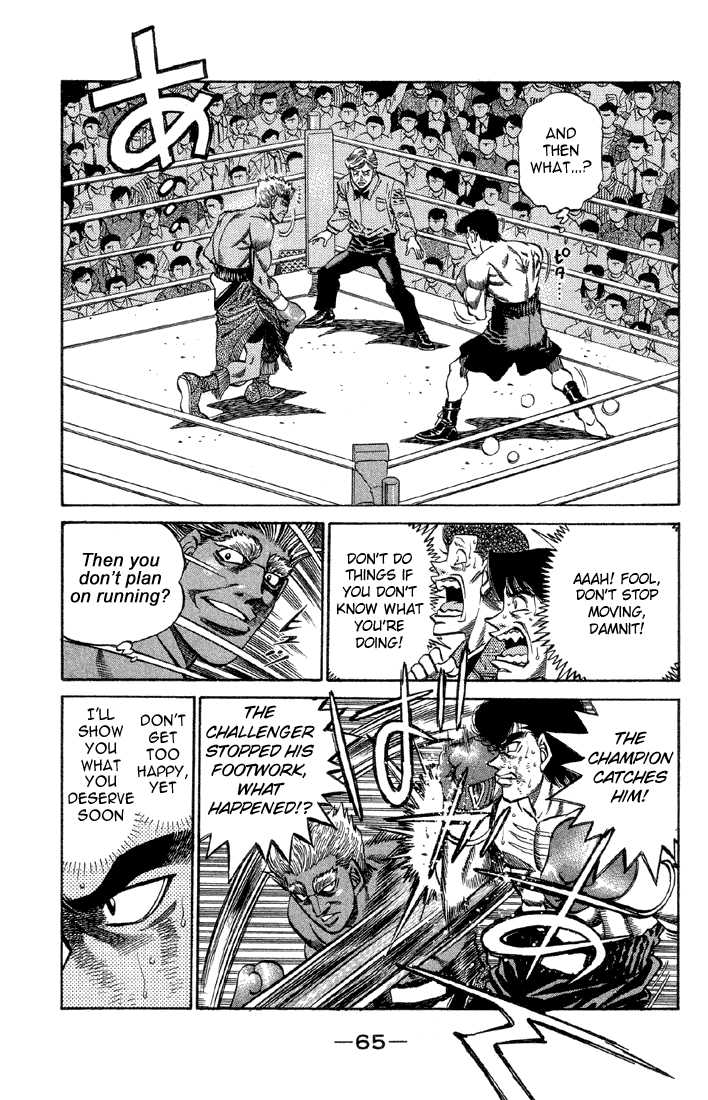 あ
AND
THEN
WHAT...?
ピタ...
AAAH! FOOL,
DON'T STOP
MOVING,
DAMNIT!
DON'T DO
THINGS IF
YOU DON'T
KNOW WHAT
YOU'RE
DOING!
Then you
don't plan
on running?
THE
CHAMPION
CATCHES
HIM!
THE
CHALLENGER
STOPPED HIS
FOOTWORK,
WHAT
HAPPENED!?
DON'T
GET
TOO
HAPPY,
YET
I'LL
SHOW
YOU
WHAT
YOU
DESERVE
SOON
—65—